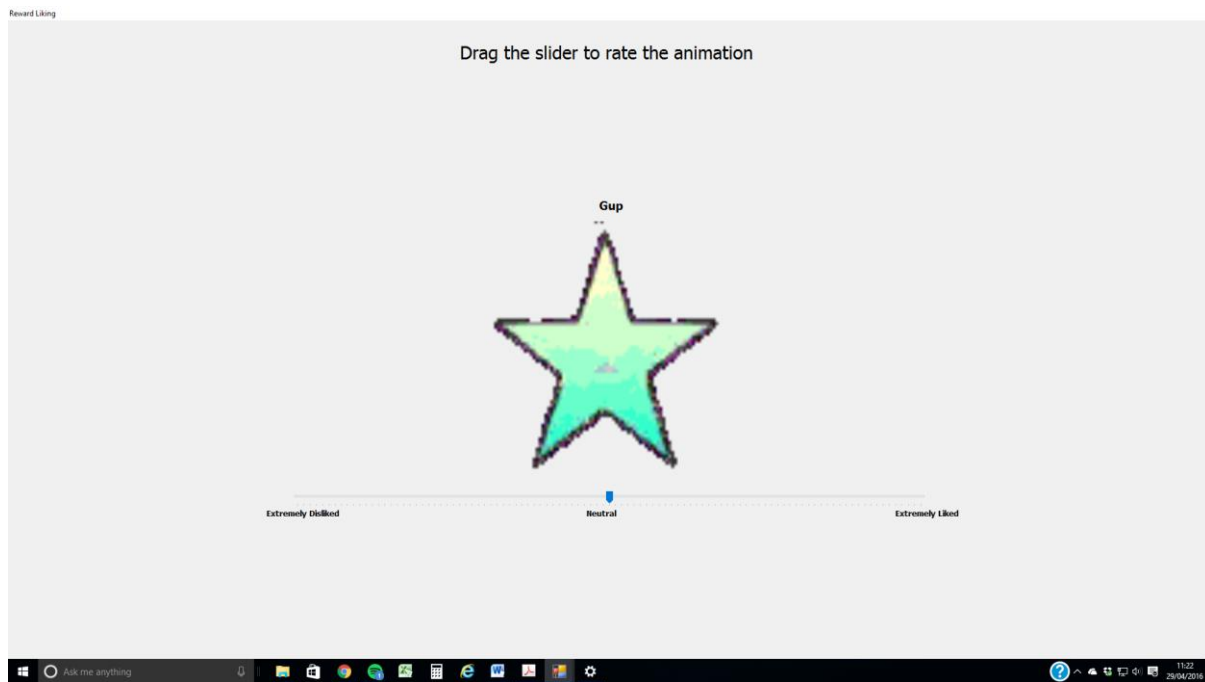 Reward Liking
Drag the slider to rate the animation
Gup
Extremely Disliked
Neutral
Extremely Liked
Ask me anything
11:22
29/04/2016